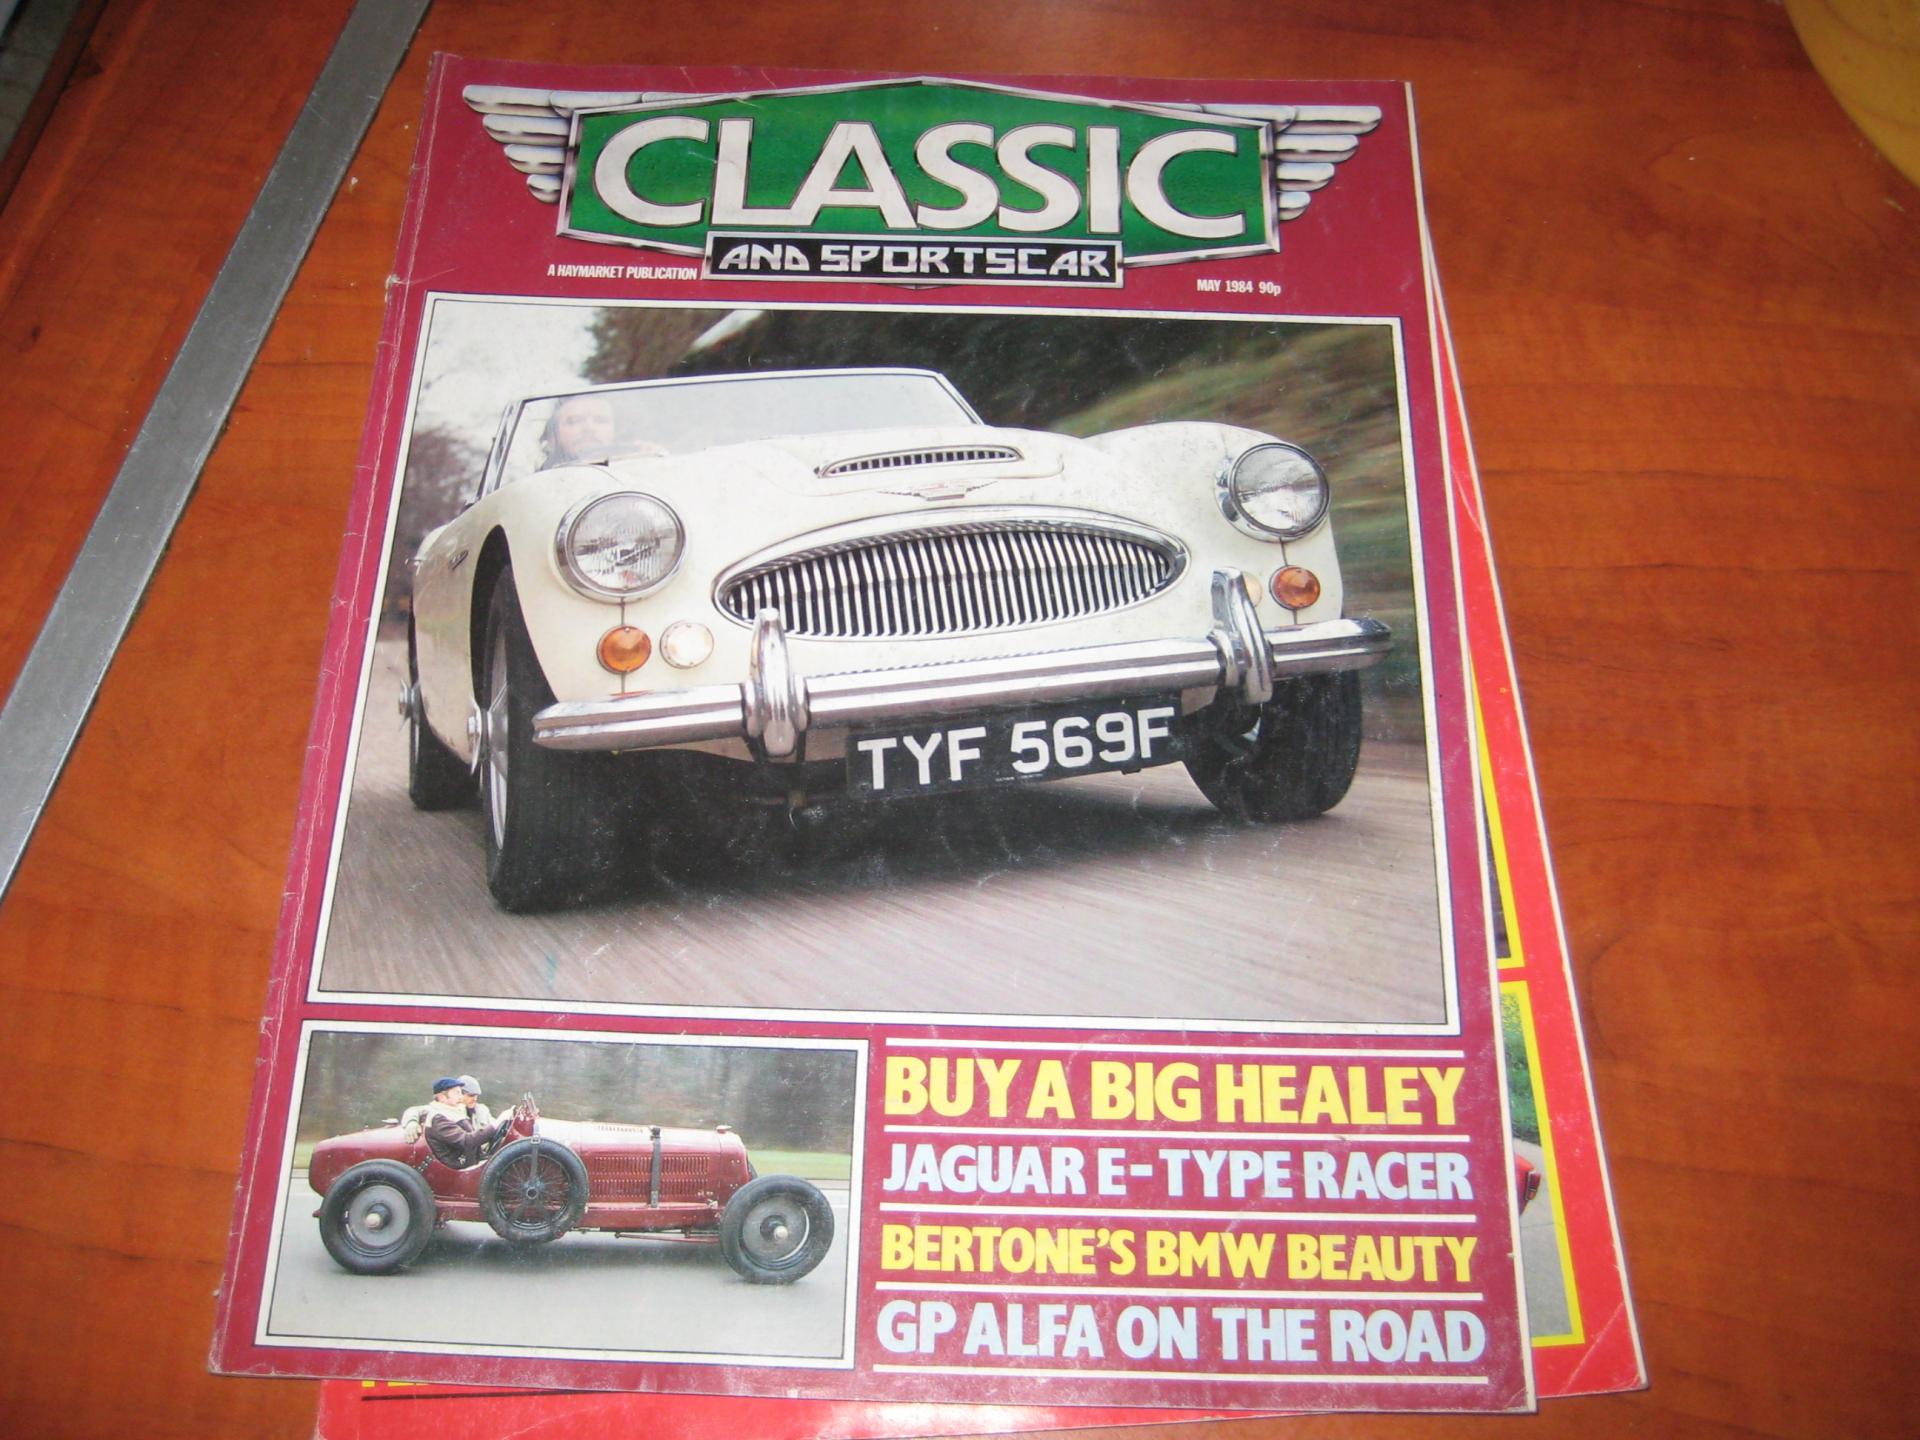 CLASSIC
AND SPORTSCAR
A HAYMARKET PUBLICATION
MAY 1984 90p
TYF 569F
BUY A BIG HEALEY
JAGUAR E-TYPE RACER
BERTONE'S BMW BEAUTY
GP ALFA ON THE ROAD